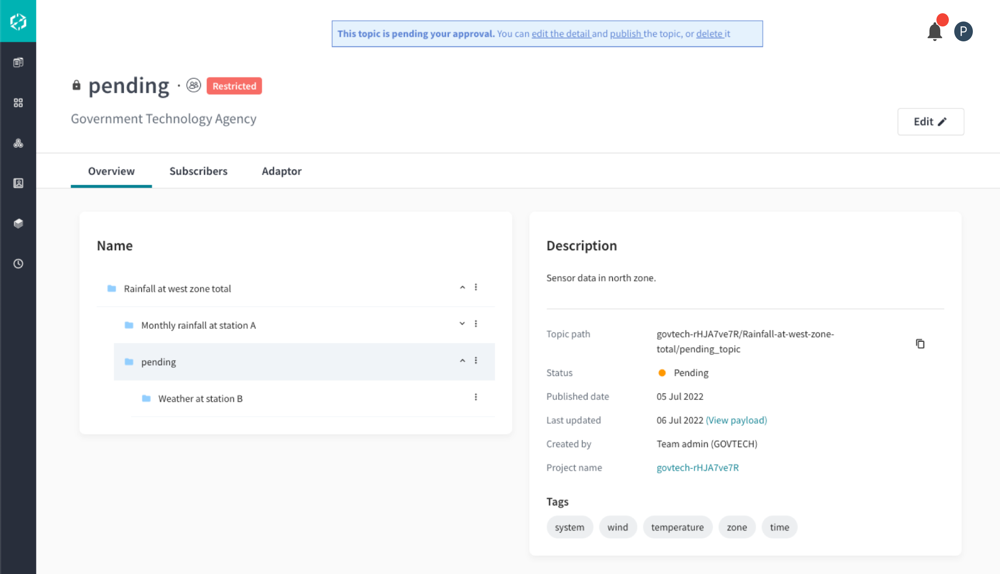 This topic is pending your approval. You can edit the detail and publish the topic, or delete it
P
pending · Restricted
Government Technology Agency
Edit
Overview Subscribers Adaptor
Name
Rainfall at west zone total
Monthly rainfall at station A
pending
Weather at station B
Description
Sensor data in north zone.
Topic path govtech-rHJA7ve7R/Rainfall-at-west-zone-
total/pending_topic
Status Pending
Published date 05 Jul 2022
Last updated 06 Jul 2022 (View payload)
Created by Team admin (GOVTECH)
Project name govtech-rHJA7ve7R
Tags
system wind temperature zone time